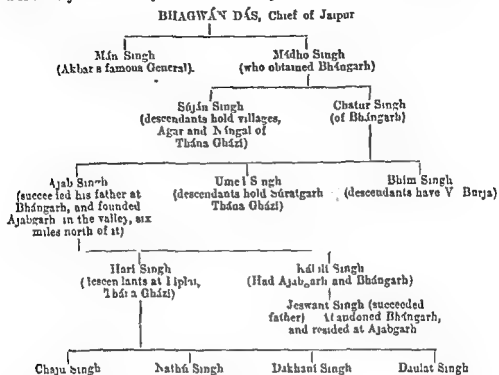 BHAGWÁN DÁS, Chief of Jaipur
Mán Singh
(Akbar s famous General).
Mádho Singh
(who obtained Bhángarh)
Súján Singh
(descendants hold villages,
Agar and Nángal of
Thána Gházi)
Chatur Singh
(of Bhángarh)
Ajab Singh
(succeeded his father at
Bhángarh, and founded
Ajabgarh in the valley, six
miles north of it)
Singh
(descendants hold Súratgarh
Thána Gházi)
Bhim Singh
(descendants have V Burja)
Hari Singh
(descendants at
Thána Gházi)
Singh
(Had Ajabgarh and Bhángarh)
Jeswant Singh (succeeded
father) Abandoned Bhángarh,
and resided at Ajabgarh
Chaju Singh
Nathú Singh
Dakhani Singh
Daulat Singh